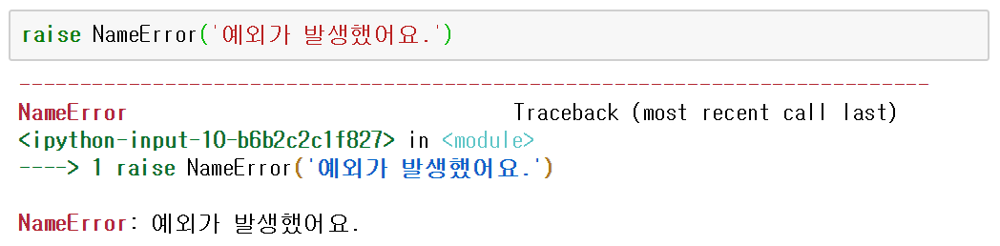 raise NameError('예외가 발생했어요.')
---------------------------------------------------------------------------
NameError                                 Traceback (most recent call last)
<ipython-input-10-b6b2c2c1f827> in <module>
----> 1 raise NameError('예외가 발생했어요.')
NameError: 예외가 발생했어요.